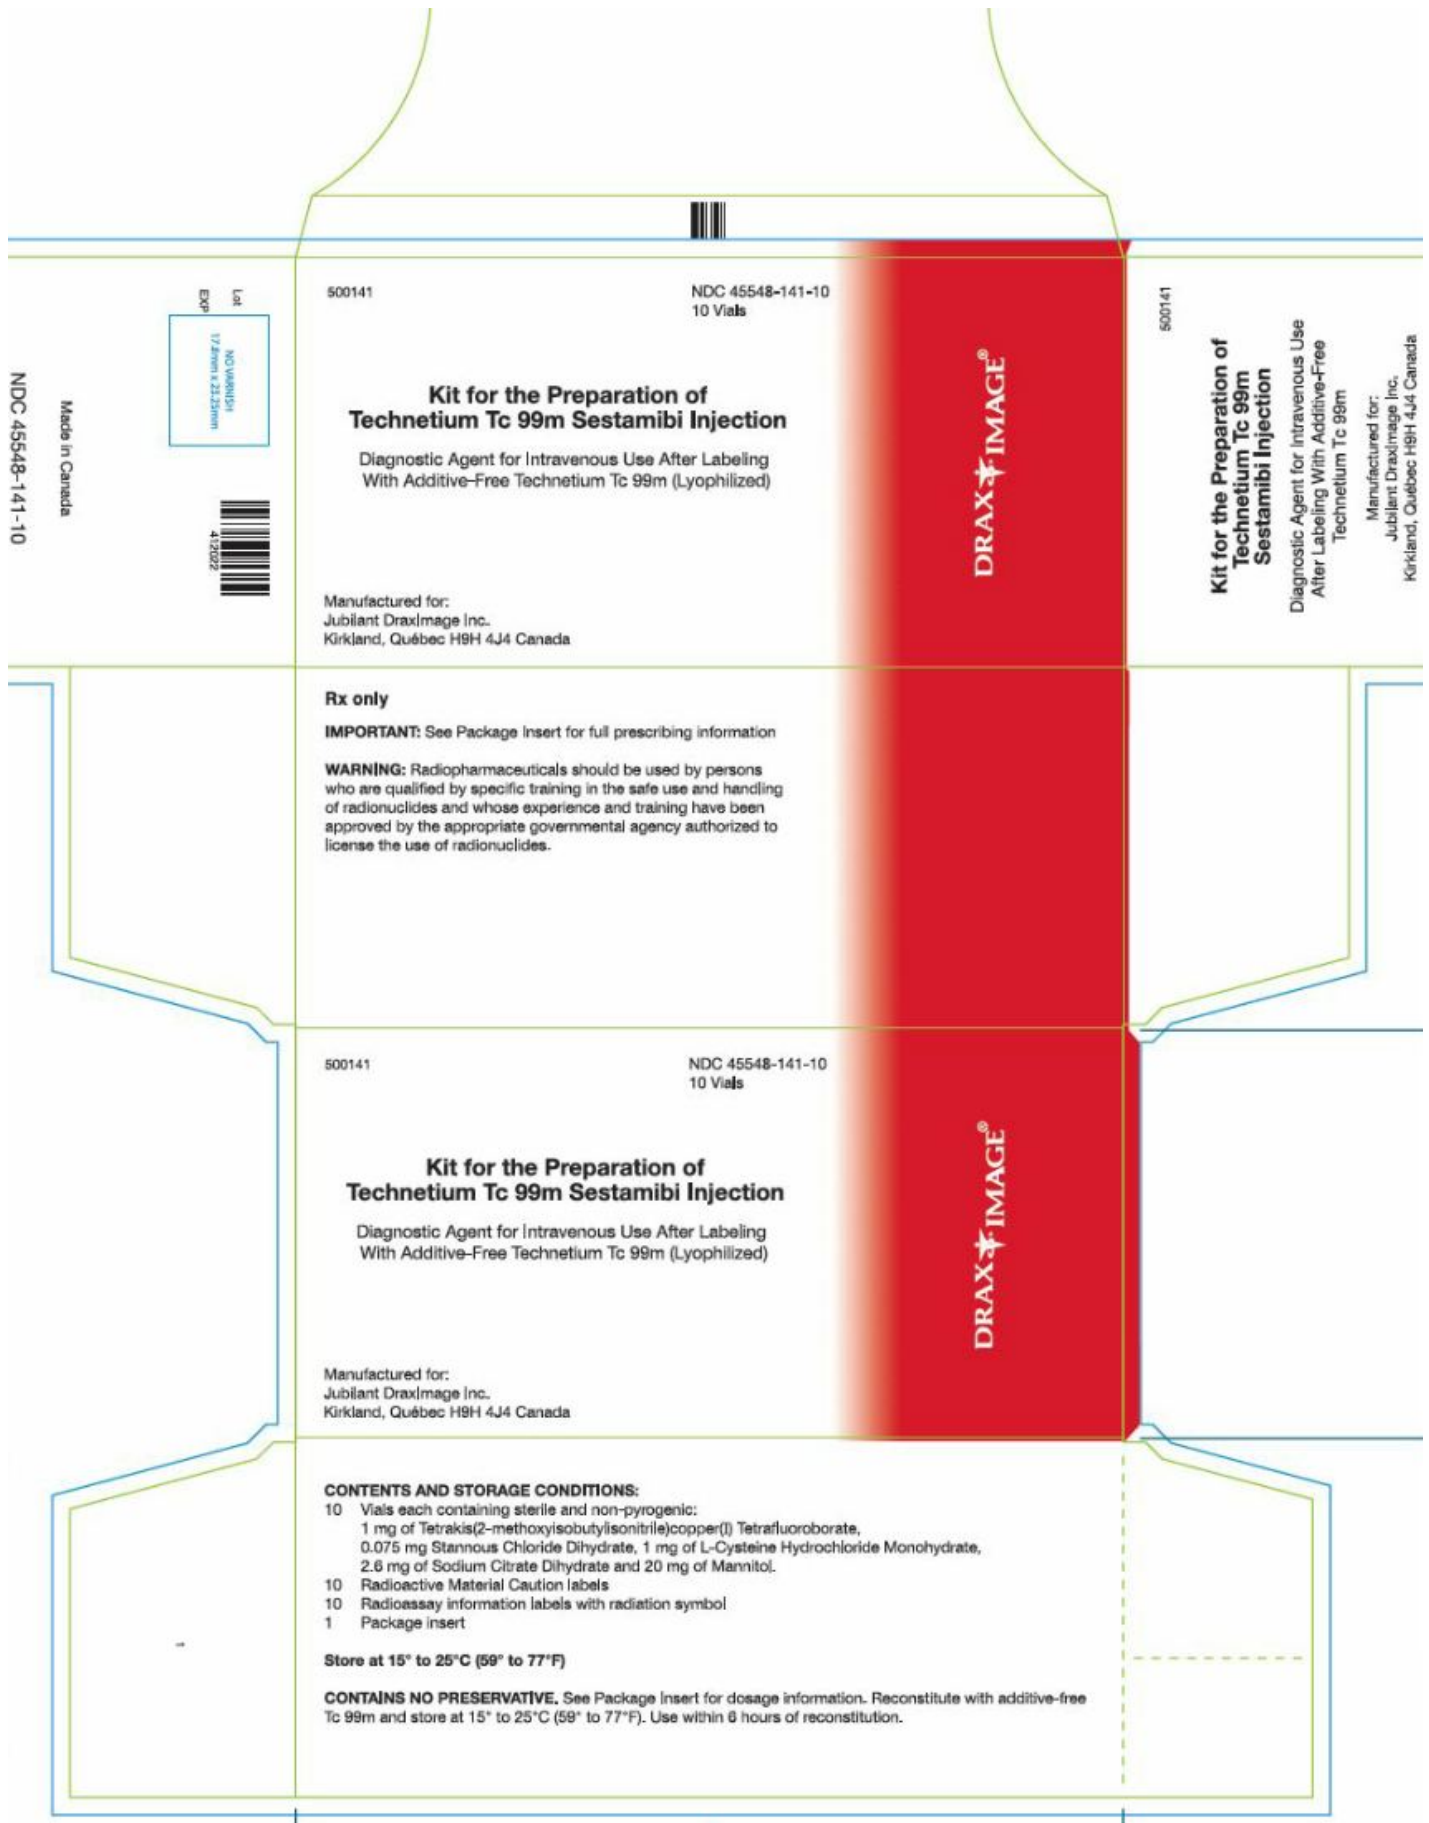 500141
NDC 45548-141-10
10 Vials
Kit for the Preparation of
Technetium Tc 99m Sestamibi Injection
Diagnostic Agent for Intravenous Use After Labeling
With Additive-Free Technetium Tc 99m (Lyophilized)
Manufactured for:
Jubilant DraxImage Inc.
Kirkland, Québec H9H 4J4 Canada
DRAXIMAGE®
Lot
EXP
NO VARNISH
17.4mm x 23.25mm
412022
Made in Canada
NDC 45548-141-10
500141
Kit for the Preparation of
Technetium Tc 99m
Sestamibi Injection
Diagnostic Agent for Intravenous Use
After Labeling With Additive-Free
Technetium Tc 99m
Manufactured for:
Jubilant DraxImage Inc.
Kirkland, Québec H9H 4J4 Canada
Rx only
IMPORTANT: See Package Insert for full prescribing information
WARNING: Radiopharmaceuticals should be used by persons
who are qualified by specific training in the safe use and handling
of radionuclides and whose experience and training have been
approved by the appropriate governmental agency authorized to
license the use of radionuclides.
500141
NDC 45548-141-10
10 Vials
Kit for the Preparation of
Technetium Tc 99m Sestamibi Injection
Diagnostic Agent for Intravenous Use After Labeling
With Additive-Free Technetium Tc 99m (Lyophilized)
Manufactured for:
Jubilant DraxImage Inc.
Kirkland, Québec H9H 4J4 Canada
DRAXIMAGE®
CONTENTS AND STORAGE CONDITIONS:
10 Vials each containing sterile and non-pyrogenic:
1 mg of Tetrakis(2-methoxyisobutylisonitrile)copper(I) Tetrafluoroborate,
0.075 mg Stannous Chloride Dihydrate, 1 mg of L-Cysteine Hydrochloride Monohydrate,
2.6 mg of Sodium Citrate Dihydrate and 20 mg of Mannitol.
10 Radioactive Material Caution labels
10 Radioassay information labels with radiation symbol
1 Package insert
Store at 15° to 25°C (59° to 77°F)
CONTAINS NO PRESERVATIVE. See Package Insert for dosage information. Reconstitute with additive-free
Tc 99m and store at 15° to 25°C (59° to 77°F). Use within 6 hours of reconstitution.